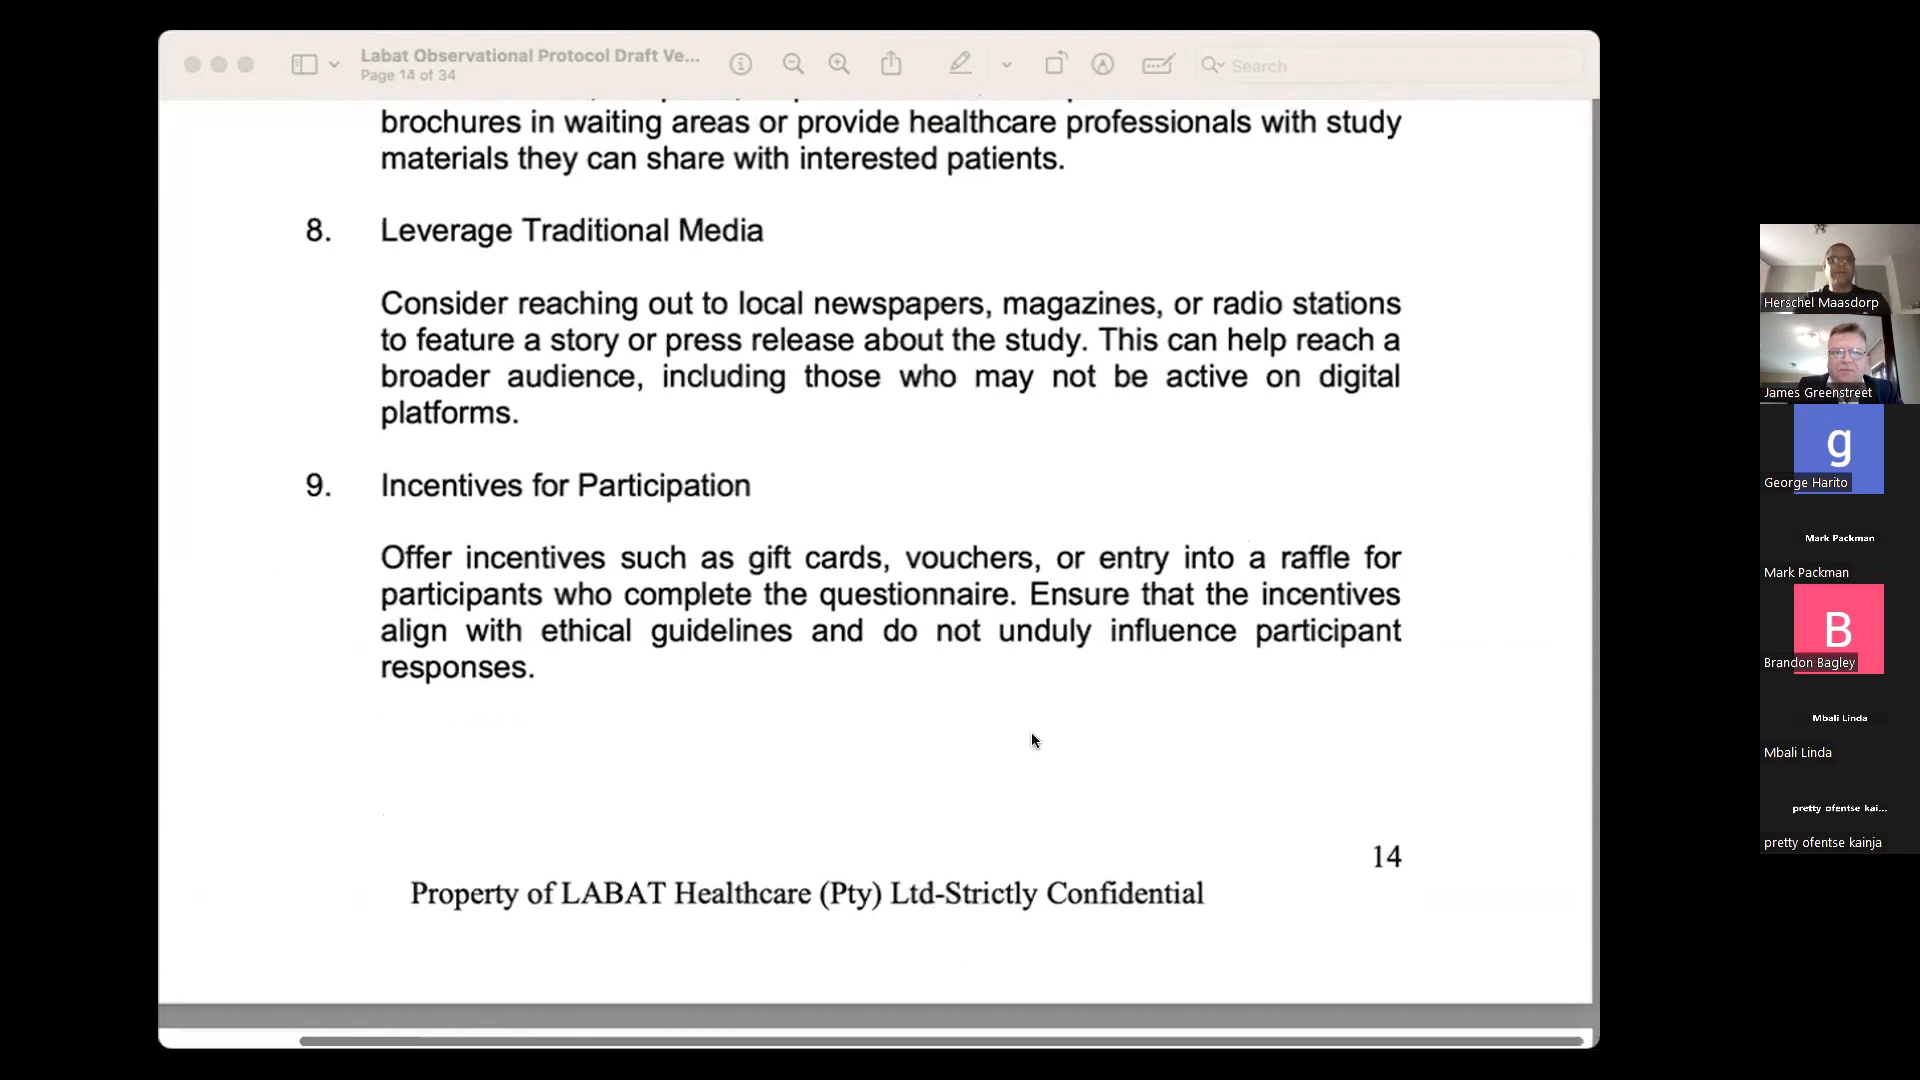 Labat Observational Protocol Draft Ve...
Page 14 of 34
Search
brochures in waiting areas or provide healthcare professionals with study
materials they can share with interested patients.
8. Leverage Traditional Media
Consider reaching out to local newspapers, magazines, or radio stations
to feature a story or press release about the study. This can help reach a
broader audience, including those who may not be active on digital
platforms.
9. Incentives for Participation
Offer incentives such as gift cards, vouchers, or entry into a raffle for
participants who complete the questionnaire. Ensure that the incentives
align with ethical guidelines and do not unduly influence participant
responses.
14
Property of LABAT Healthcare (Pty) Ltd-Strictly Confidential
Herschel Maasdorp
James Greenstreet
g
George Harito
Mark Packman
Mark Packman
B
Brandon Bagley
Mbali Linda
Mbali Linda
pretty ofentse kai...
pretty ofentse kainja